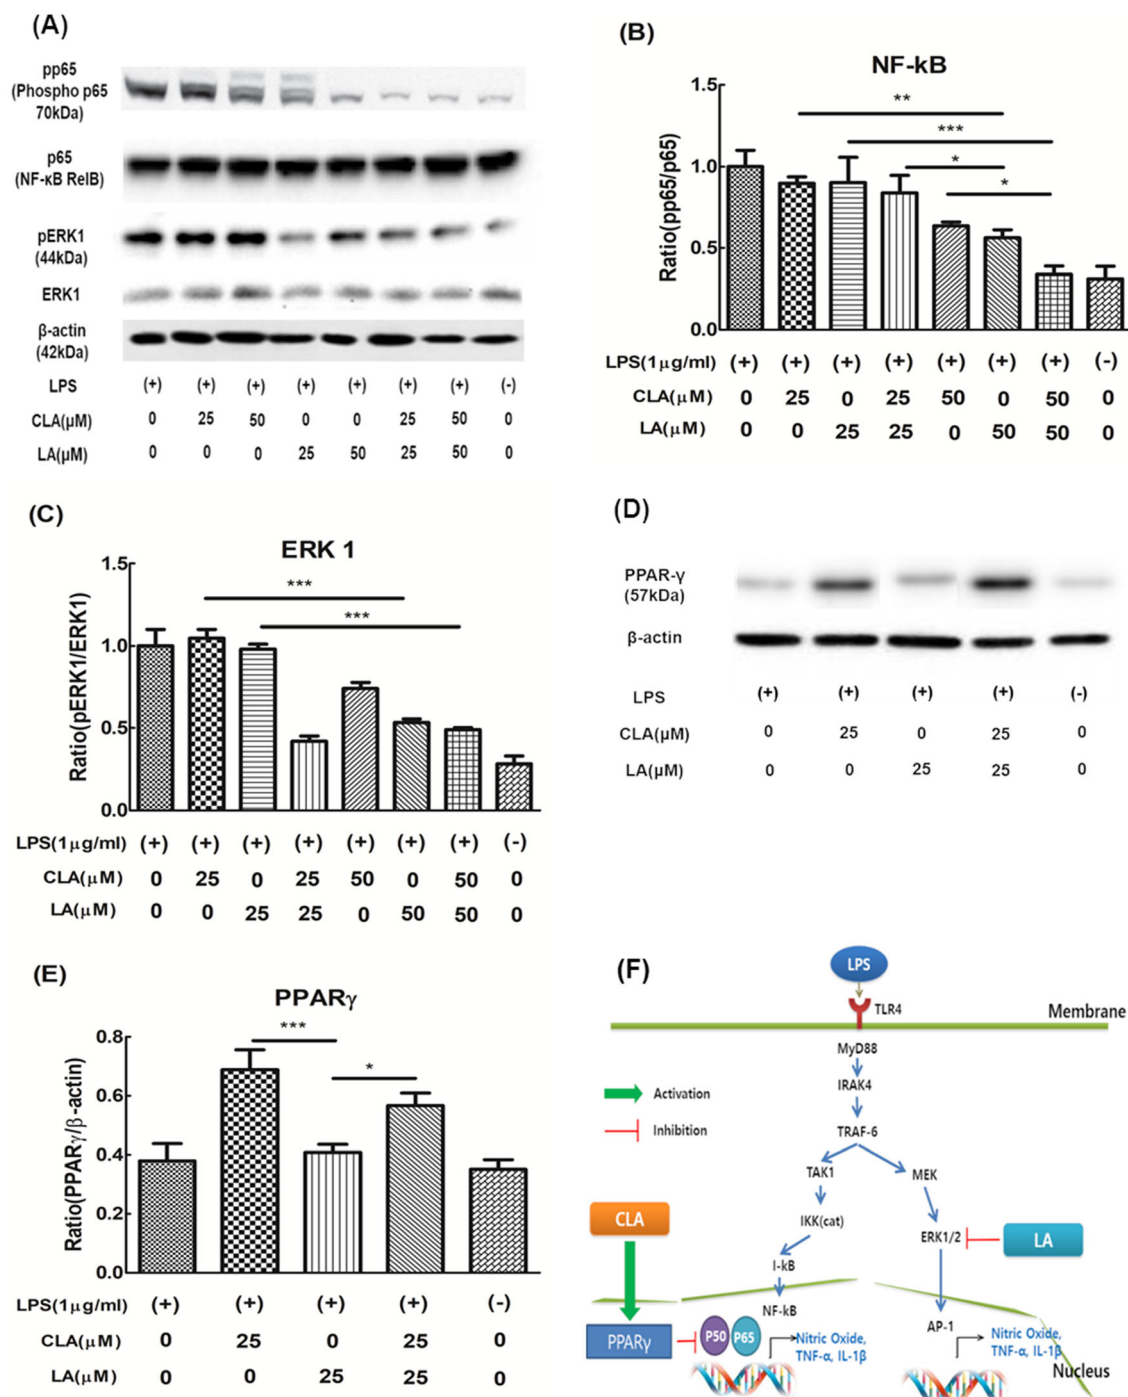 (A)
pp65
(Phospho p65
70kDa)
p65
(NF-κB RelB)
pERK1
(44kDa)
ERK1
β-actin
(42kDa)
LPS (+) (+) (+) (+) (+) (+) (+) (-)
CLA(μM) 0 25 50 0 0 25 50 0
LA(μM) 0 0 0 25 50 25 50 0
(B)
NF-kB
Ratio(pp65/p65)
1.5
1.0
0.5
0.0
**
***
*
*
LPS(1μg/ml) (+) (+) (+) (+) (+) (+) (+) (-)
CLA(μM) 0 25 0 25 50 0 50 0
LA(μM) 0 0 25 25 0 50 50 0
(C)
ERK 1
Ratio(pERK1/ERK1)
1.5
1.0
0.5
0.0
***
***
LPS(1μg/ml) (+) (+) (+) (+) (+) (+) (+) (-)
CLA(μM) 0 25 0 25 50 0 50 0
LA(μM) 0 0 25 25 0 50 50 0
(D)
PPAR-γ
(57kDa)
β-actin
LPS (+) (+) (+) (+) (-)
CLA(μM) 0 25 0 25 0
LA(μM) 0 0 25 25 0
(E)
PPARγ
Ratio(PPARγ/β-actin)
0.8
0.6
0.4
0.2
0.0
***
*
LPS(1μg/ml) (+) (+) (+) (+) (-)
CLA(μM) 0 25 0 25 0
LA(μM) 0 0 25 25 0
(F)
LPS
TLR4
Membrane
MyD88
IRAK4
Activation
Inhibition
TRAF-6
TAK1
MEK
CLA
IKK(cat)
ERK1/2
LA
I-kB
NF-kB
PPARγ
P50
P65
Nitric Oxide,
TNF-α, IL-1β
AP-1
Nitric Oxide,
TNF-α, IL-1β
Nucleus